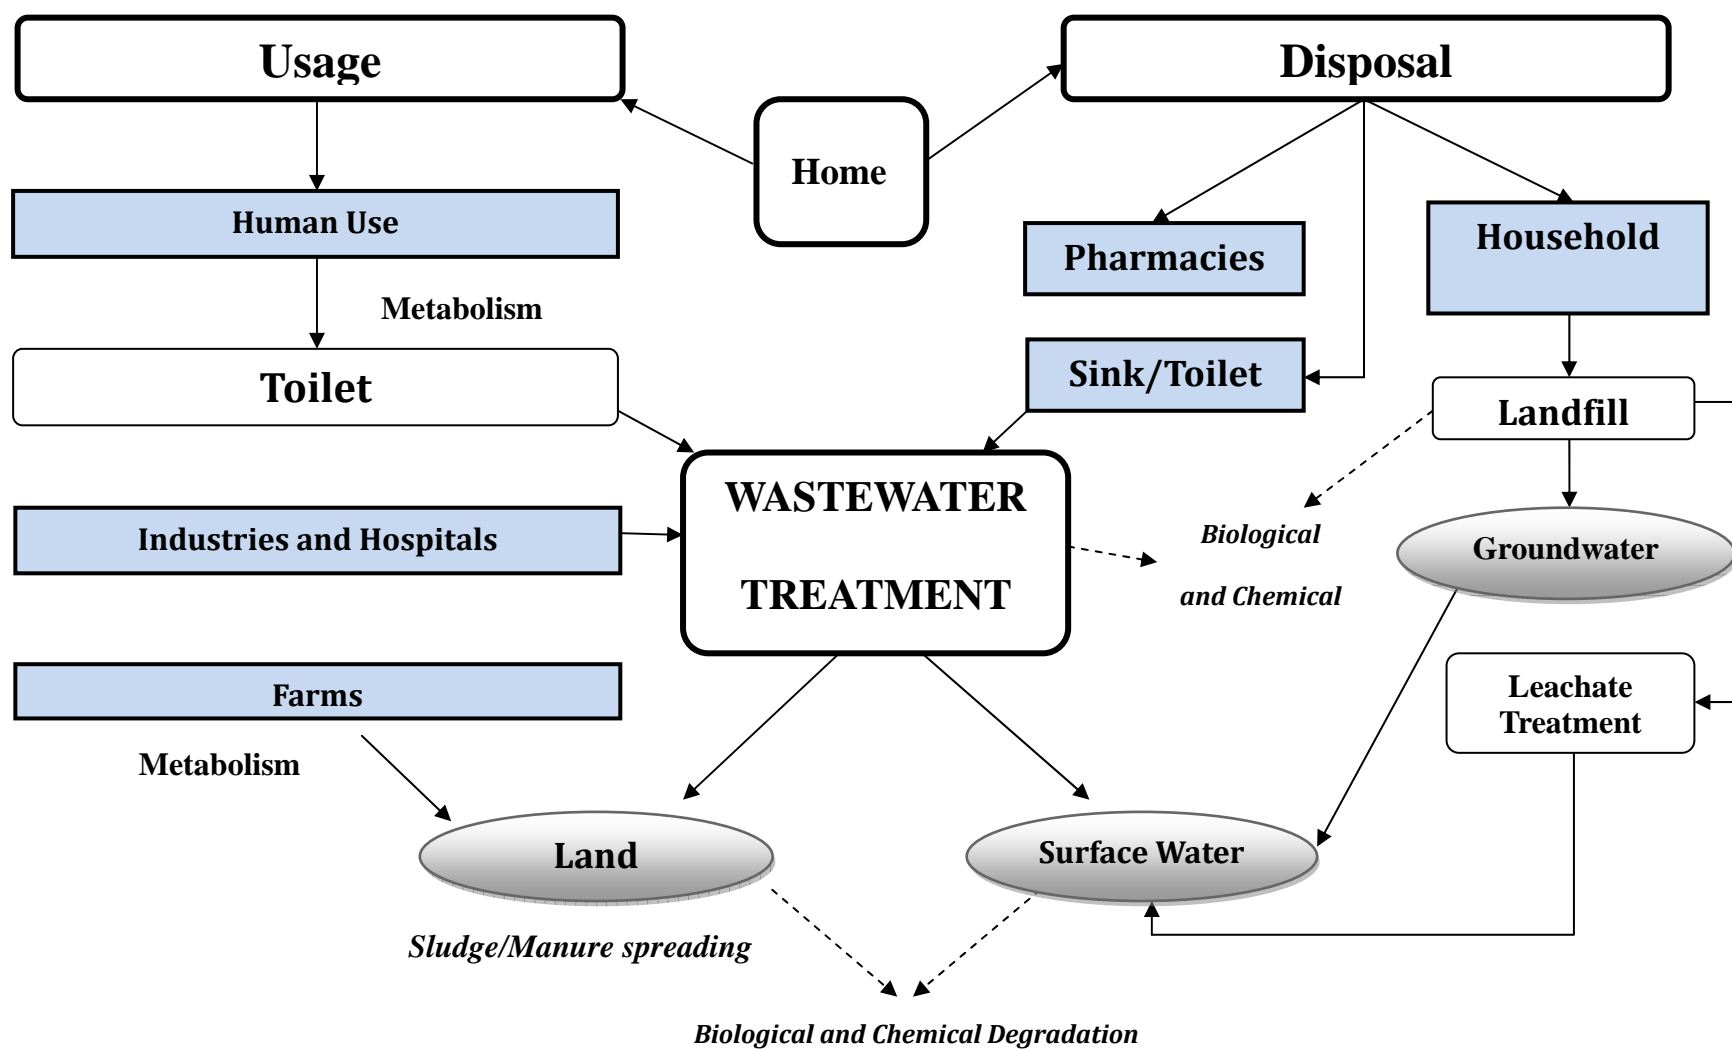 Usage
Disposal
Home
Human Use
Pharmacies
Household
Metabolism
Toilet
Sink/Toilet
Landfill
WASTEWATER
TREATMENT
Industries and Hospitals
Biological
and Chemical
Groundwater
Farms
Leachate
Treatment
Metabolism
Land
Surface Water
Sludge/Manure spreading
Biological and Chemical Degradation